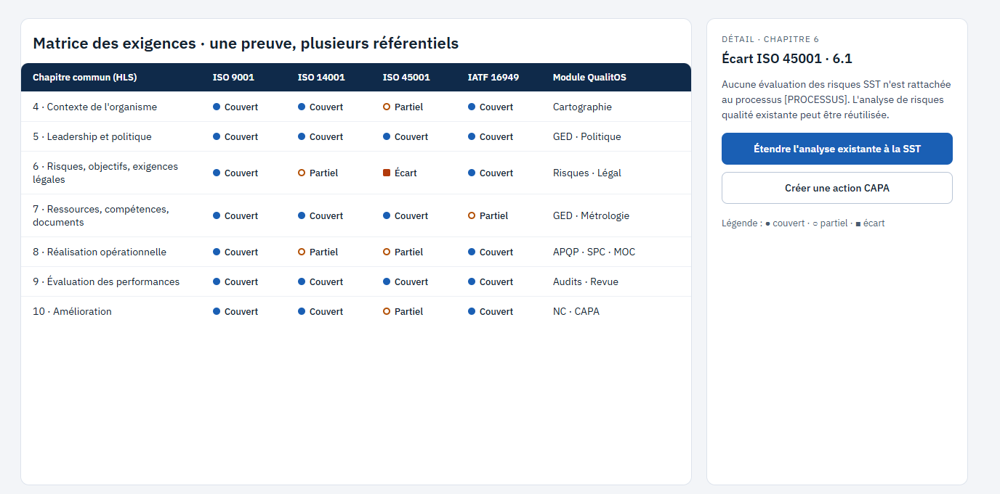 Matrice des exigences · une preuve, plusieurs référentiels
Chapitre commun (HLS) ISO 9001 ISO 14001 ISO 45001 IATF 16949 Module QualitOS
4 · Contexte de l'organisme ● Couvert ● Couvert ○ Partiel ● Couvert Cartographie
5 · Leadership et politique ● Couvert ● Couvert ● Couvert ● Couvert GED · Politique
6 · Risques, objectifs, exigences
légales ● Couvert ○ Partiel ■ Écart ● Couvert Risques · Légal
7 · Ressources, compétences,
documents ● Couvert ● Couvert ● Couvert ○ Partiel GED · Métrologie
8 · Réalisation opérationnelle ● Couvert ○ Partiel ○ Partiel ● Couvert APQP · SPC · MOC
9 · Évaluation des performances ● Couvert ● Couvert ● Couvert ● Couvert Audits · Revue
10 · Amélioration ● Couvert ● Couvert ○ Partiel ● Couvert NC · CAPA
DÉTAIL · CHAPITRE 6
Écart ISO 45001 · 6.1
Aucune évaluation des risques SST n'est rattachée
au processus [PROCESSUS]. L'analyse de risques
qualité existante peut être réutilisée.
Étendre l'analyse existante à la SST
Créer une action CAPA
Légende : ● couvert · ○ partiel · ■ écart